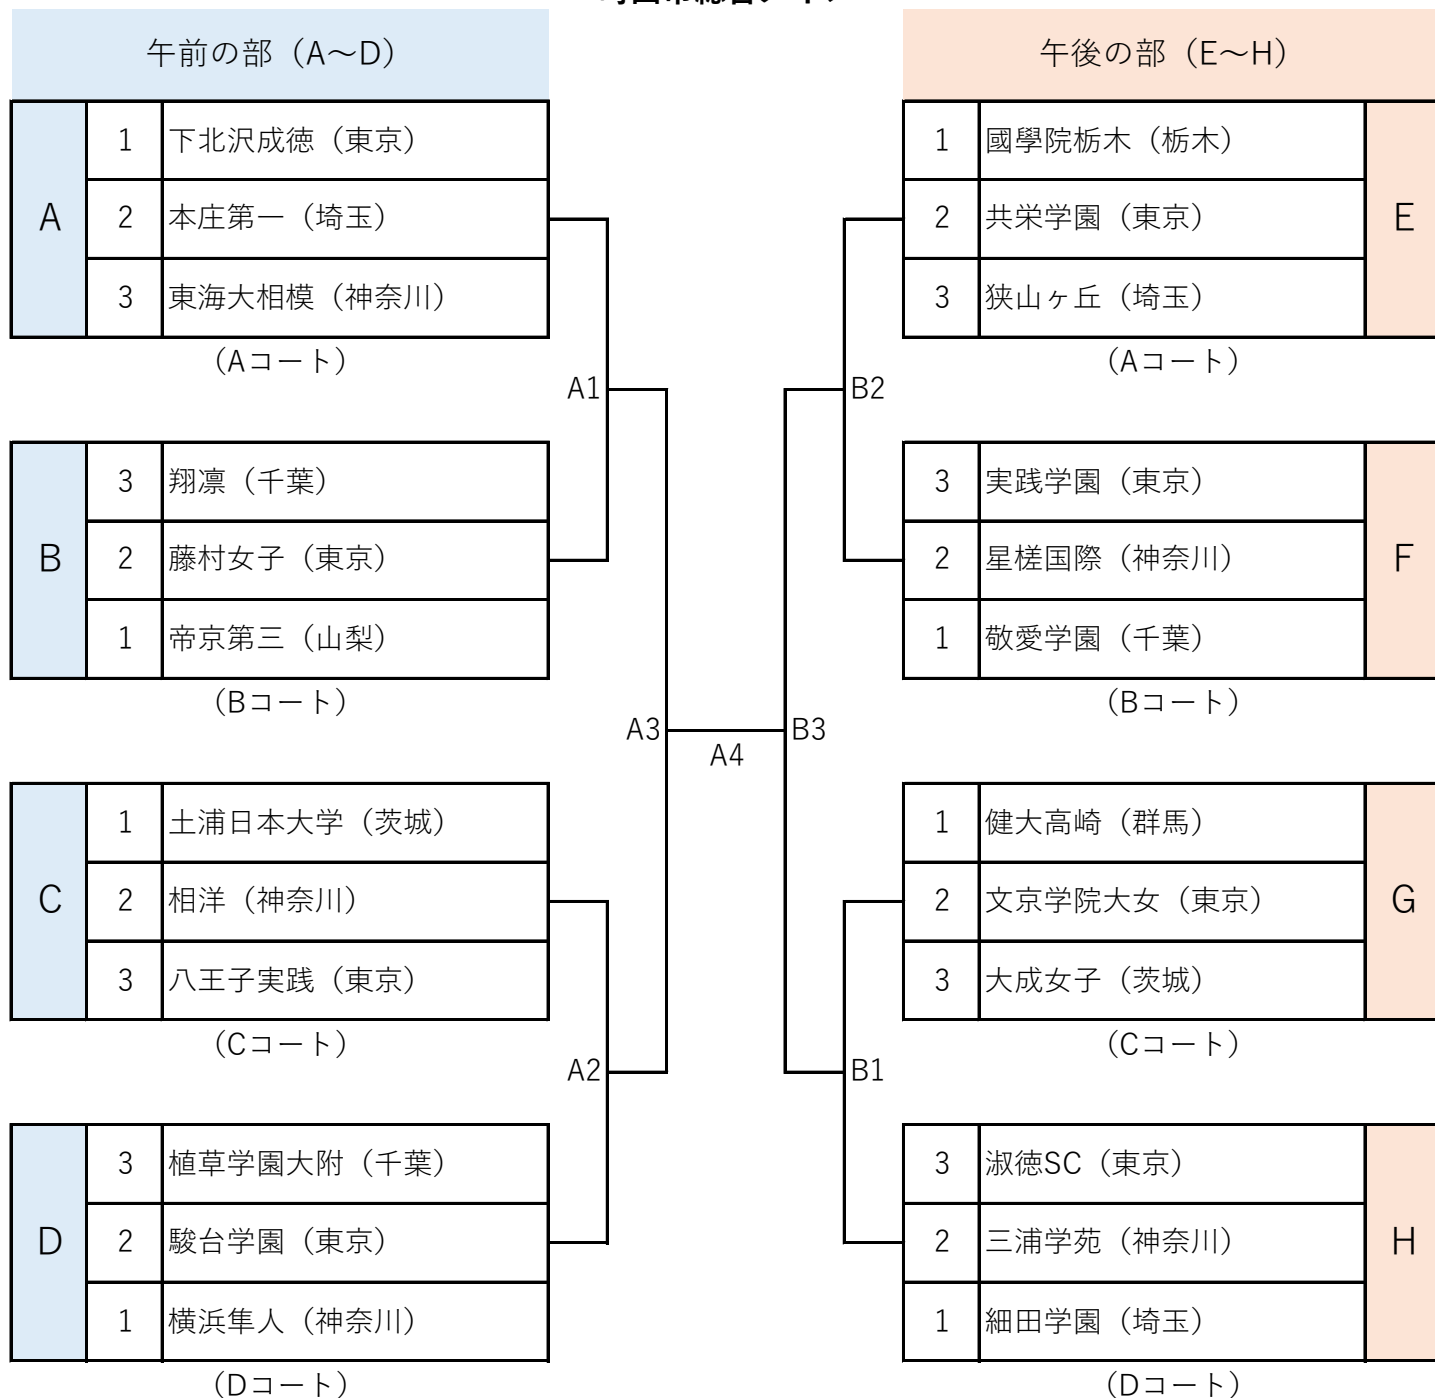 午前の部（A～D）
A
1 下北沢成徳（東京）
2 本庄第一（埼玉）
3 東海大相模（神奈川）
（Aコート）
B
3 翔凛（千葉）
2 藤村女子（東京）
1 帝京第三（山梨）
（Bコート）
C
1 土浦日本大学（茨城）
2 相洋（神奈川）
3 八王子実践（東京）
（Cコート）
D
3 植草学園大附（千葉）
2 駿台学園（東京）
1 横浜隼人（神奈川）
（Dコート）
A1
A2
A3
A4
B3
B2
B1
午後の部（E～H）
E
1 國學院栃木（栃木）
2 共栄学園（東京）
3 狭山ヶ丘（埼玉）
（Aコート）
F
3 実践学園（東京）
2 星槎国際（神奈川）
1 敬愛学園（千葉）
（Bコート）
G
1 健大高崎（群馬）
2 文京学院大女（東京）
3 大成女子（茨城）
（Cコート）
H
3 淑徳SC（東京）
2 三浦学苑（神奈川）
1 細田学園（埼玉）
（Dコート）